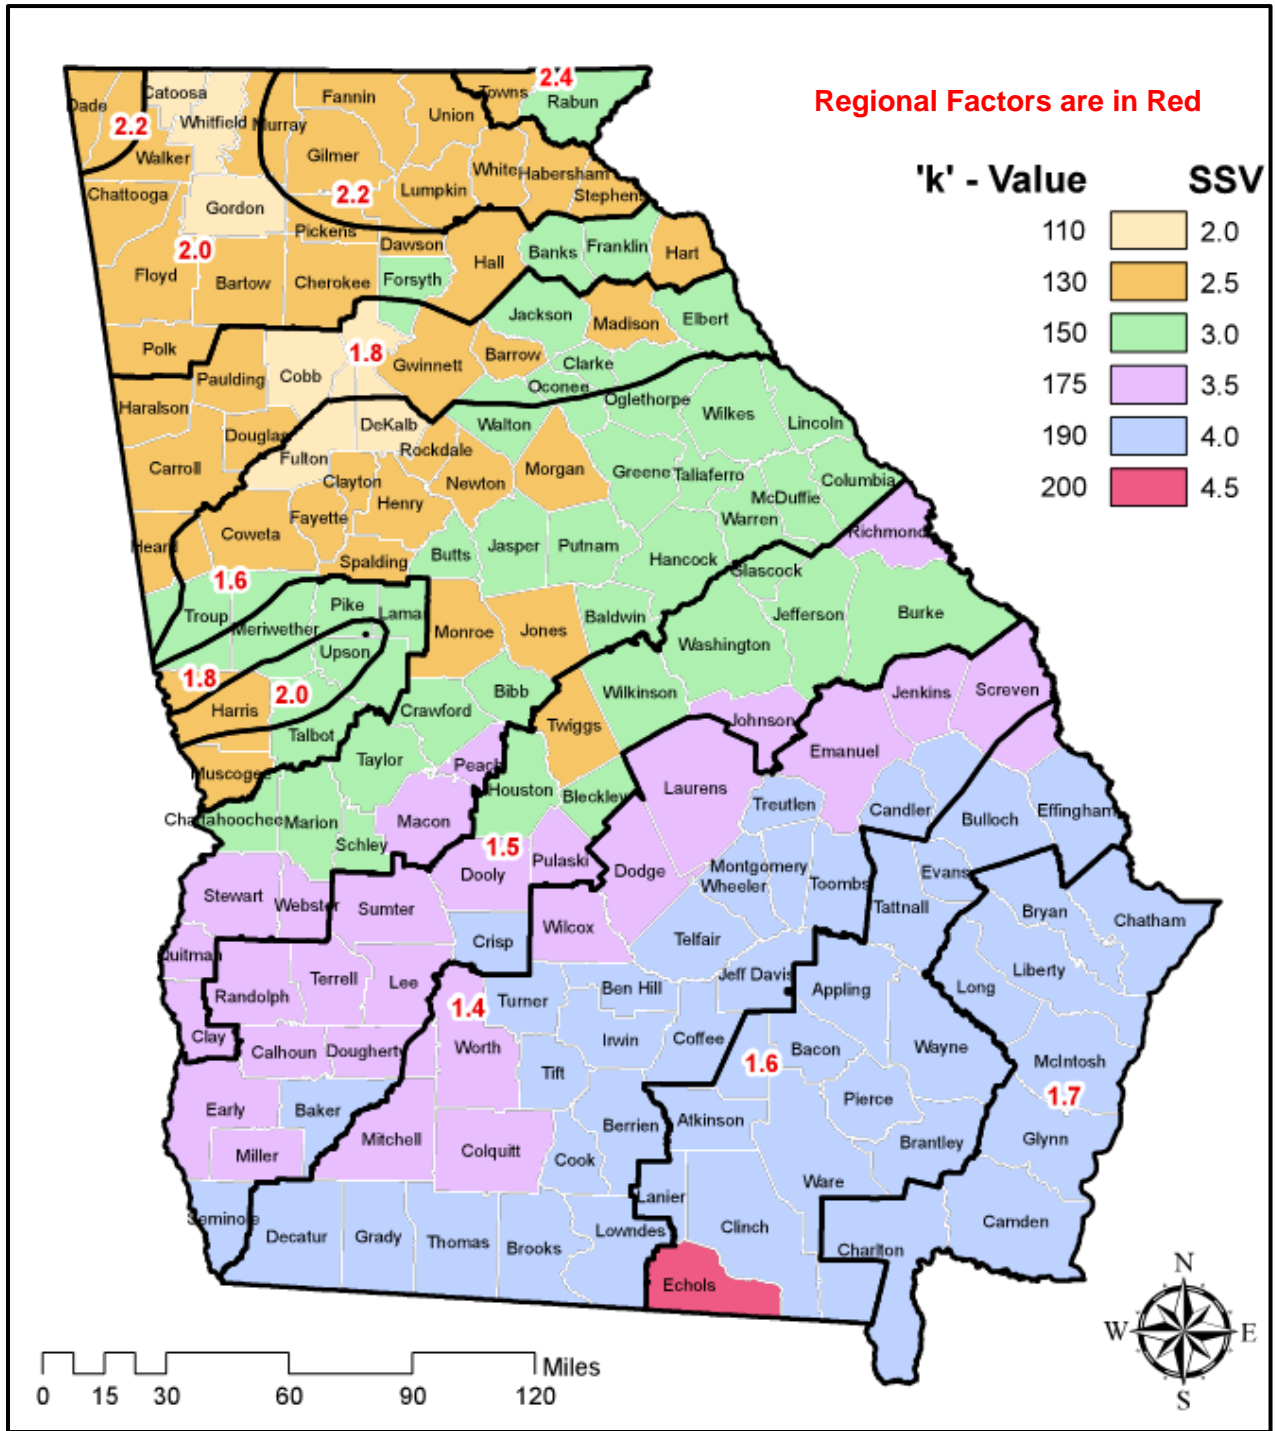 Regional Factors are in Red
'k' - Value SSV
110 2.0
130 2.5
150 3.0
175 3.5
190 4.0
200 4.5
2.4
Dade Catoosa Fannin Towns Rabun
2.2 Whitfield Murray Union
Walker Gilmer White Habersham
Chattooga Gordon 2.2 Lumpkin Stephens
2.0 Pickens Dawson Hall Banks Franklin Hart
Floyd Bartow Cherokee Forsyth
Jackson Madison Elbert
Polk 1.8 Gwinnett Barrow Clarke
Paulding Cobb Oconee Oglethorpe
Haralson DeKalb Walton Wilkes Lincoln
Douglas Rockdale
Carroll Fulton Clayton Newton Morgan Greene Taliaferro Columbia
Henry McDuffie
Heard Coweta Fayette Warren Richmond
Spalding Butts Jasper Putnam Hancock Glascock
1.6
Troup Meriwether Pike Lamar Monroe Jones Baldwin Jefferson Burke
Upson Washington
1.8 2.0 Bibb Wilkinson Jenkins Screven
Harris Talbot Crawford Twiggs Johnson
Muscogee Taylor Peach Emanuel
Houston Bleckley Laurens Treutlen Candler
Chattahoochee Marion Macon Bulloch Effingham
Schley 1.5
Stewart Webster Sumter Dooly Pulaski Dodge Montgomery Wheeler Toombs Evans
Tattnall Bryan Chatham
Quitman Crisp Wilcox Telfair
Randolph Terrell Lee Turner Ben Hill Jeff Davis Appling Long Liberty
1.4
Clay Calhoun Dougherty Worth Irwin Coffee Bacon Wayne McIntosh
Tift 1.6 1.7
Early Baker Pierce
Miller Mitchell Colquitt Berrien Atkinson Brantley Glynn
Cook
Seminole Lanier Ware Camden
Decatur Grady Thomas Brooks Lowndes Clinch Charlton
Echols
N
W E
S
Miles
0 15 30 60 90 120